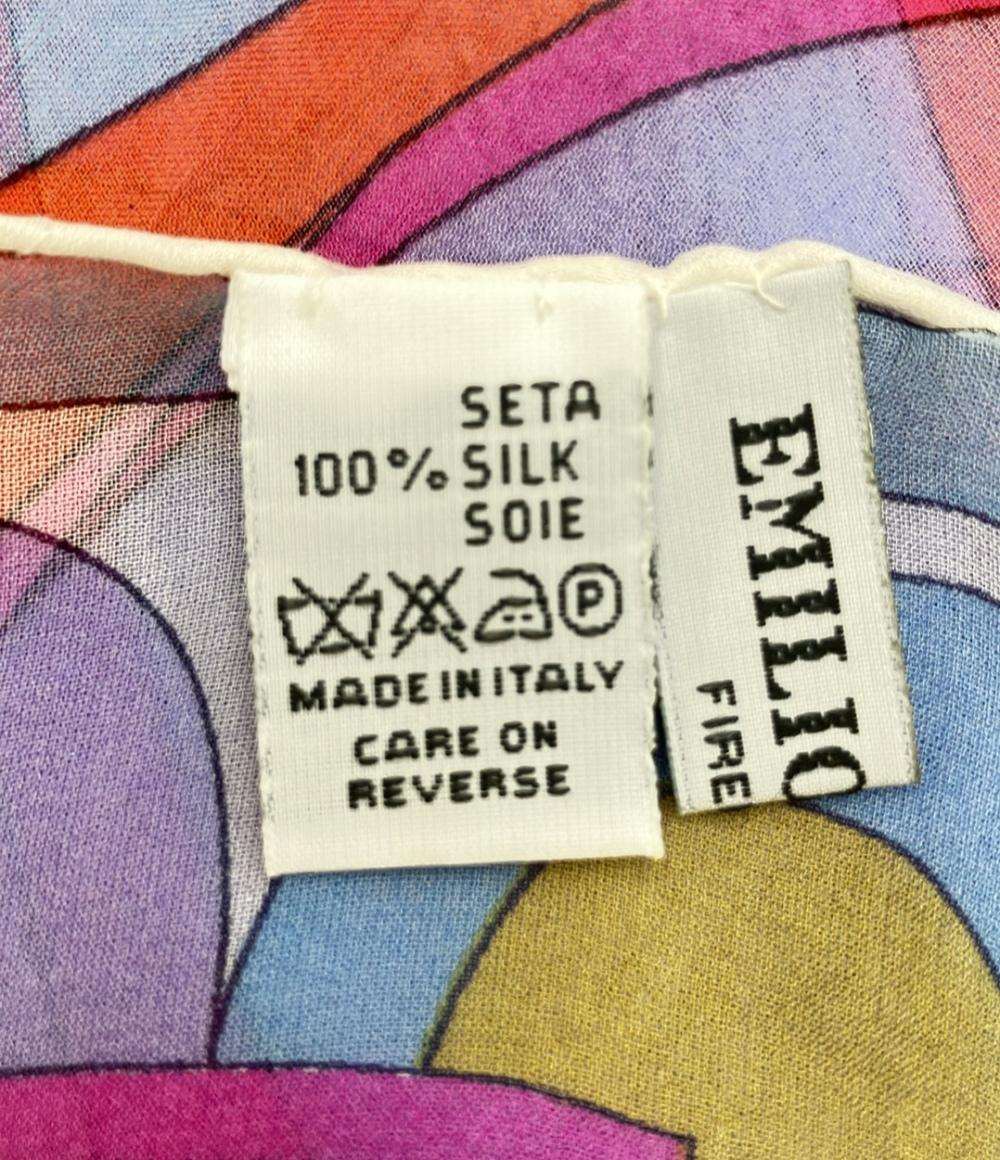 SETA
100% SILK
SOIE
P
MADE IN ITALY
CARE ON
REVERSE
EMILIO
FIRE